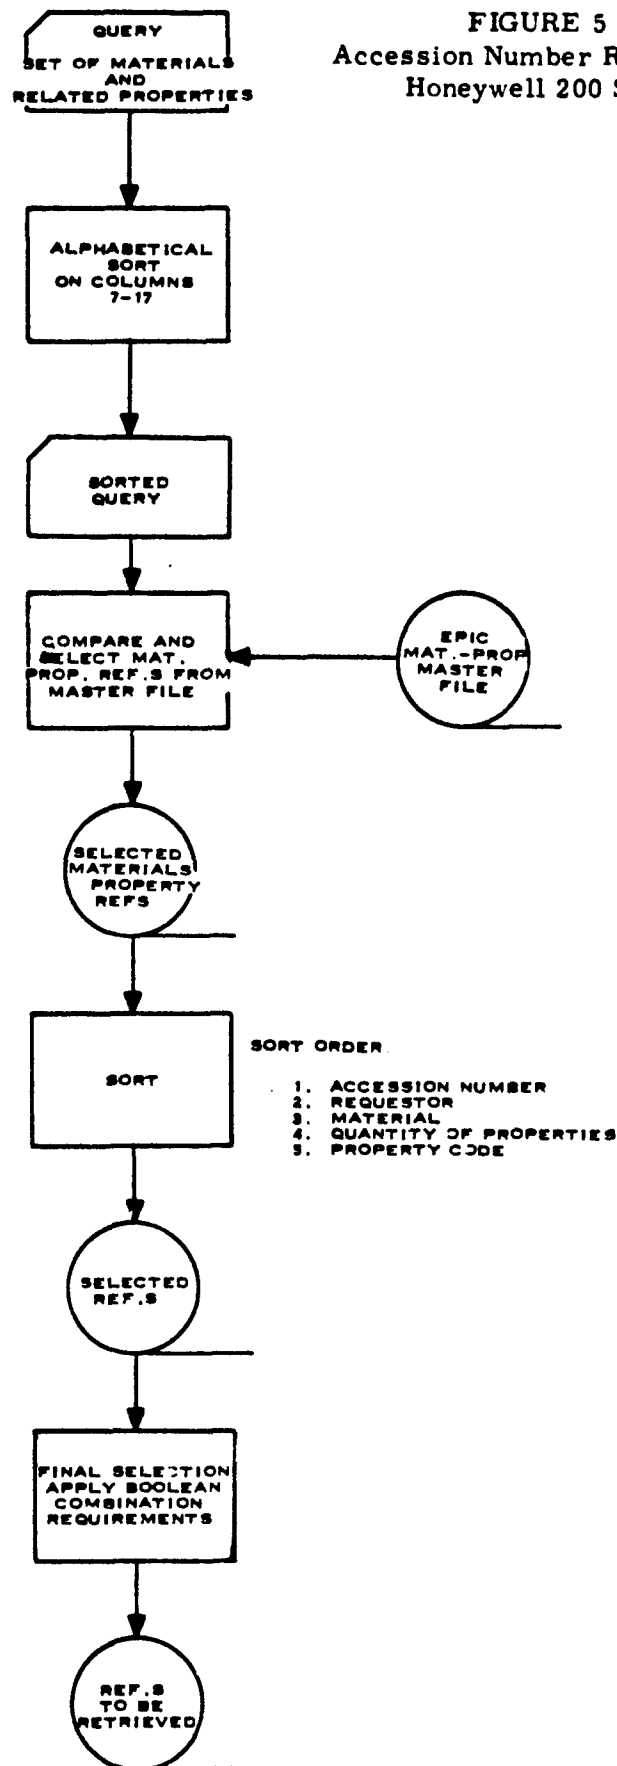 FIGURE 5
Accession Number R
Honeywell 200 S
QUERY
SET OF MATERIALS
AND
RELATED PROPERTIES
ALPHABETICAL
SORT
ON COLUMNS
7-17
SORTED
QUERY
COMPARE AND
SELECT MAT.
PROP. REF.S FROM
MASTER FILE
EPIC
MAT.-PROP
MASTER
FILE
SELECTED
MATERIALS
PROPERTY
REFS
SORT
SORT ORDER
1. ACCESSION NUMBER
2. REQUESTOR
3. MATERIAL
4. QUANTITY OF PROPERTIES
5. PROPERTY CODE
SELECTED
REF.S
FINAL SELECTION
APPLY BOOLEAN
COMBINATION
REQUIREMENTS
REF.S
TO BE
RETRIEVED